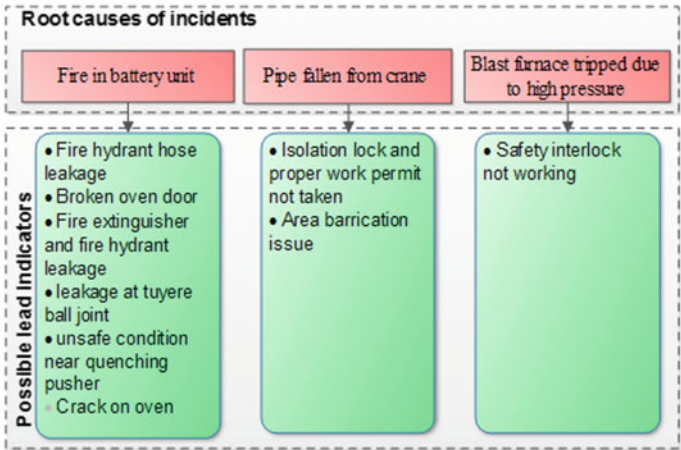 Root causes of incidents
Fire in battery unit
Pipe fallen from crane
Blast furnace tripped due
to high pressure
Possible lead indicators
• Fire hydrant hose
leakage
• Broken oven door
• Fire extinguisher
and fire hydrant
leakage
• leakage at tuyere
ball joint
• unsafe condition
near quenching
pusher
• Crack on oven
• Isolation lock and
proper work permit
not taken
• Area barrication
issue
• Safety interlock
not working